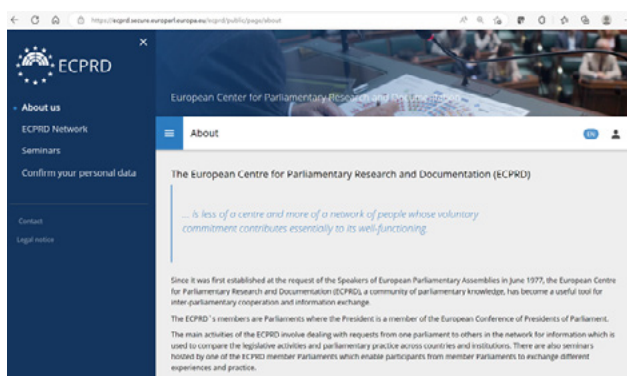 https://ecprd.secure.europarl.europa.eu/ecprd/public/page/about
ECPRD
About us
ECPRD Network
Seminars
Confirm your personal data
Contact
Legal notice
European Center for Parliamentary Research and Documentation
About
EN
The European Centre for Parliamentary Research and Documentation (ECPRD)
... is less of a centre and more of a network of people whose voluntary
commitment contributes essentially to its well-functioning.
Since it was first established at the request of the Speakers of European Parliamentary Assemblies in June 1977, the European Centre
for Parliamentary Research and Documentation (ECPRD), a community of parliamentary knowledge, has become a useful tool for
inter-parliamentary cooperation and information exchange.
The ECPRD`s members are Parliaments where the President is a member of the European Conference of Presidents of Parliament.
The main activities of the ECPRD involve dealing with requests from one parliament to others in the network for information which is
used to compare the legislative activities and parliamentary practice across countries and institutions. There are also seminars
hosted by one of the ECPRD member Parliaments which enable participants from member Parliaments to exchange different
experiences and practice.